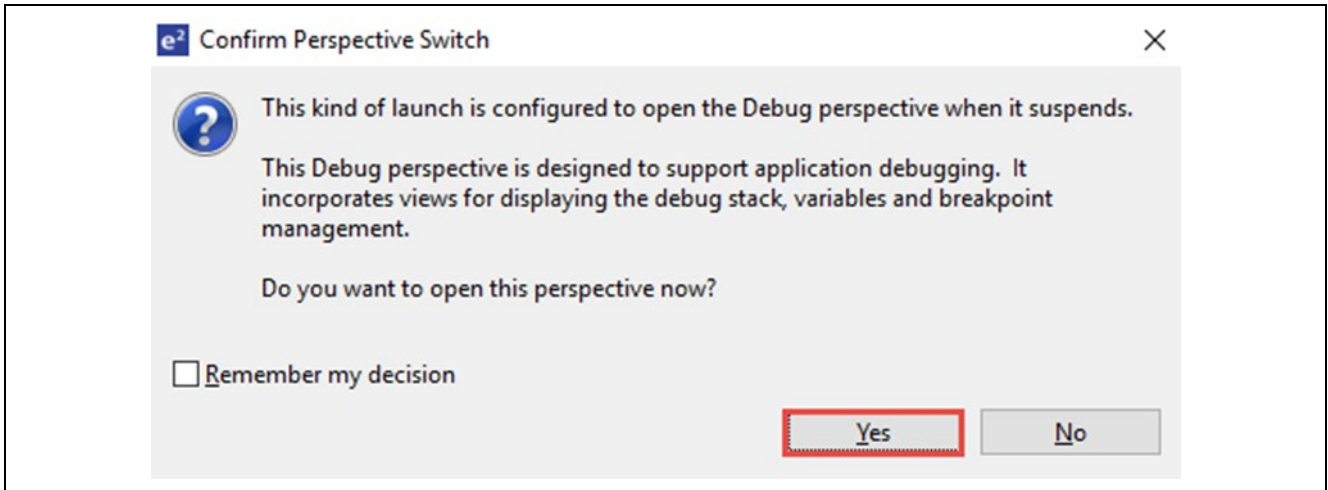 e² Confirm Perspective Switch
This kind of launch is configured to open the Debug perspective when it suspends.
This Debug perspective is designed to support application debugging.  It
incorporates views for displaying the debug stack, variables and breakpoint
management.
Do you want to open this perspective now?
Remember my decision
Yes No